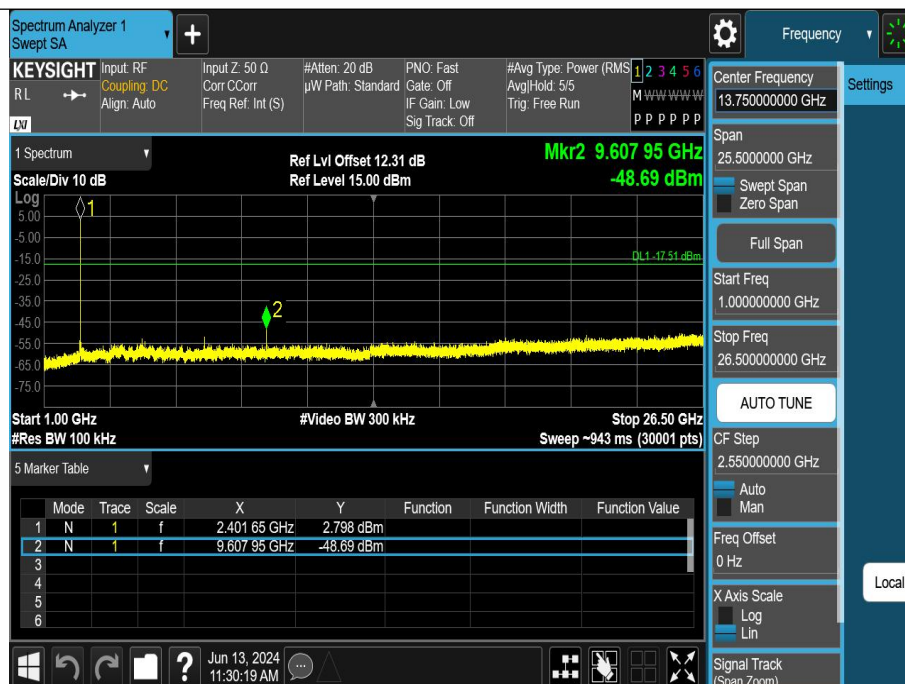 Spectrum Analyzer 1
Swept SA
Frequency
KEYSIGHT
RL
LXI
Input: RF
Coupling: DC
Align: Auto
Input Z: 50 Ω
Corr CCorr
Freq Ref: Int (S)
#Atten: 20 dB
µW Path: Standard
PNO: Fast
Gate: Off
IF Gain: Low
Sig Track: Off
#Avg Type: Power (RMS
Avg|Hold: 5/5
Trig: Free Run
1 2 3 4 5 6
M W W W W W
P P P P P P
1 Spectrum
Scale/Div 10 dB
Ref Lvl Offset 12.31 dB
Ref Level 15.00 dBm
Mkr2 9.607 95 GHz
-48.69 dBm
Log
5.00
-5.00
-15.0
-25.0
-35.0
-45.0
-55.0
-65.0
-75.0
1
2
DL1 -17.51 dBm
Start 1.00 GHz
#Video BW 300 kHz
Stop 26.50 GHz
#Res BW 100 kHz
Sweep ~943 ms (30001 pts)
5 Marker Table
Mode Trace Scale X Y Function Function Width Function Value
1 N 1 f 2.401 65 GHz 2.798 dBm
2 N 1 f 9.607 95 GHz -48.69 dBm
3
4
5
6
Jun 13, 2024
11:30:19 AM
?
Center Frequency
13.750000000 GHz
Span
25.5000000 GHz
Swept Span
Zero Span
Full Span
Start Freq
1.000000000 GHz
Stop Freq
26.500000000 GHz
AUTO TUNE
CF Step
2.550000000 GHz
Auto
Man
Freq Offset
0 Hz
X Axis Scale
Log
Lin
Signal Track
(Span Zoom)
Settings
Local